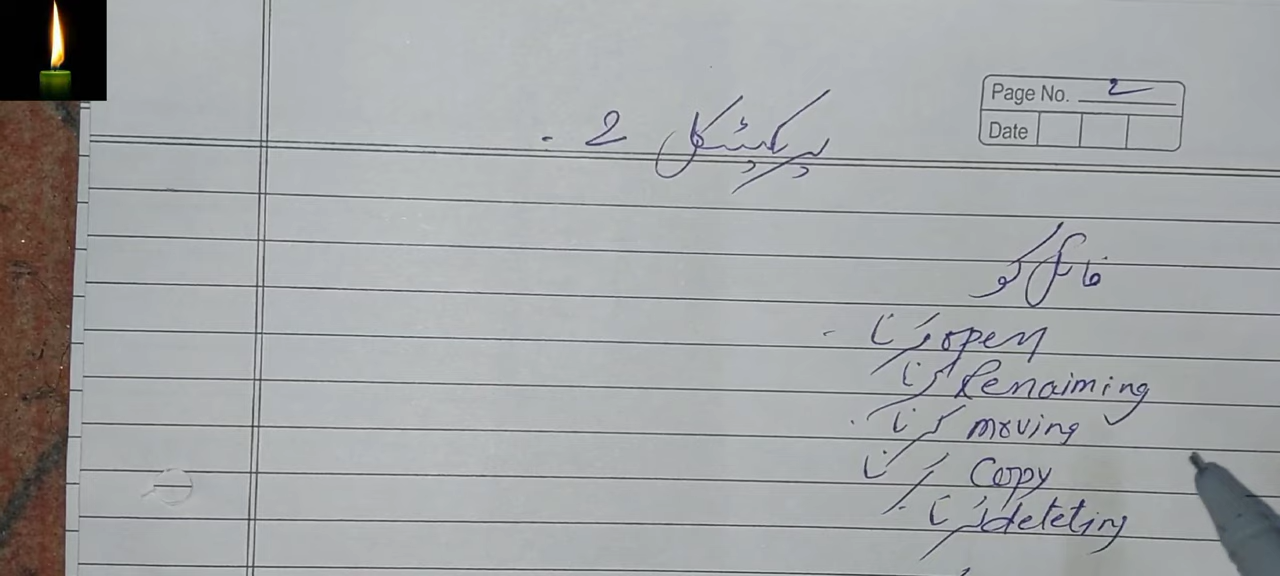 Page No. 2
Date
پریکٹیکل 2 -
فائل کو
open کرنا -
Renaiming کرنا
moving کرنا -
Copy کرنا
deleting کرنا -